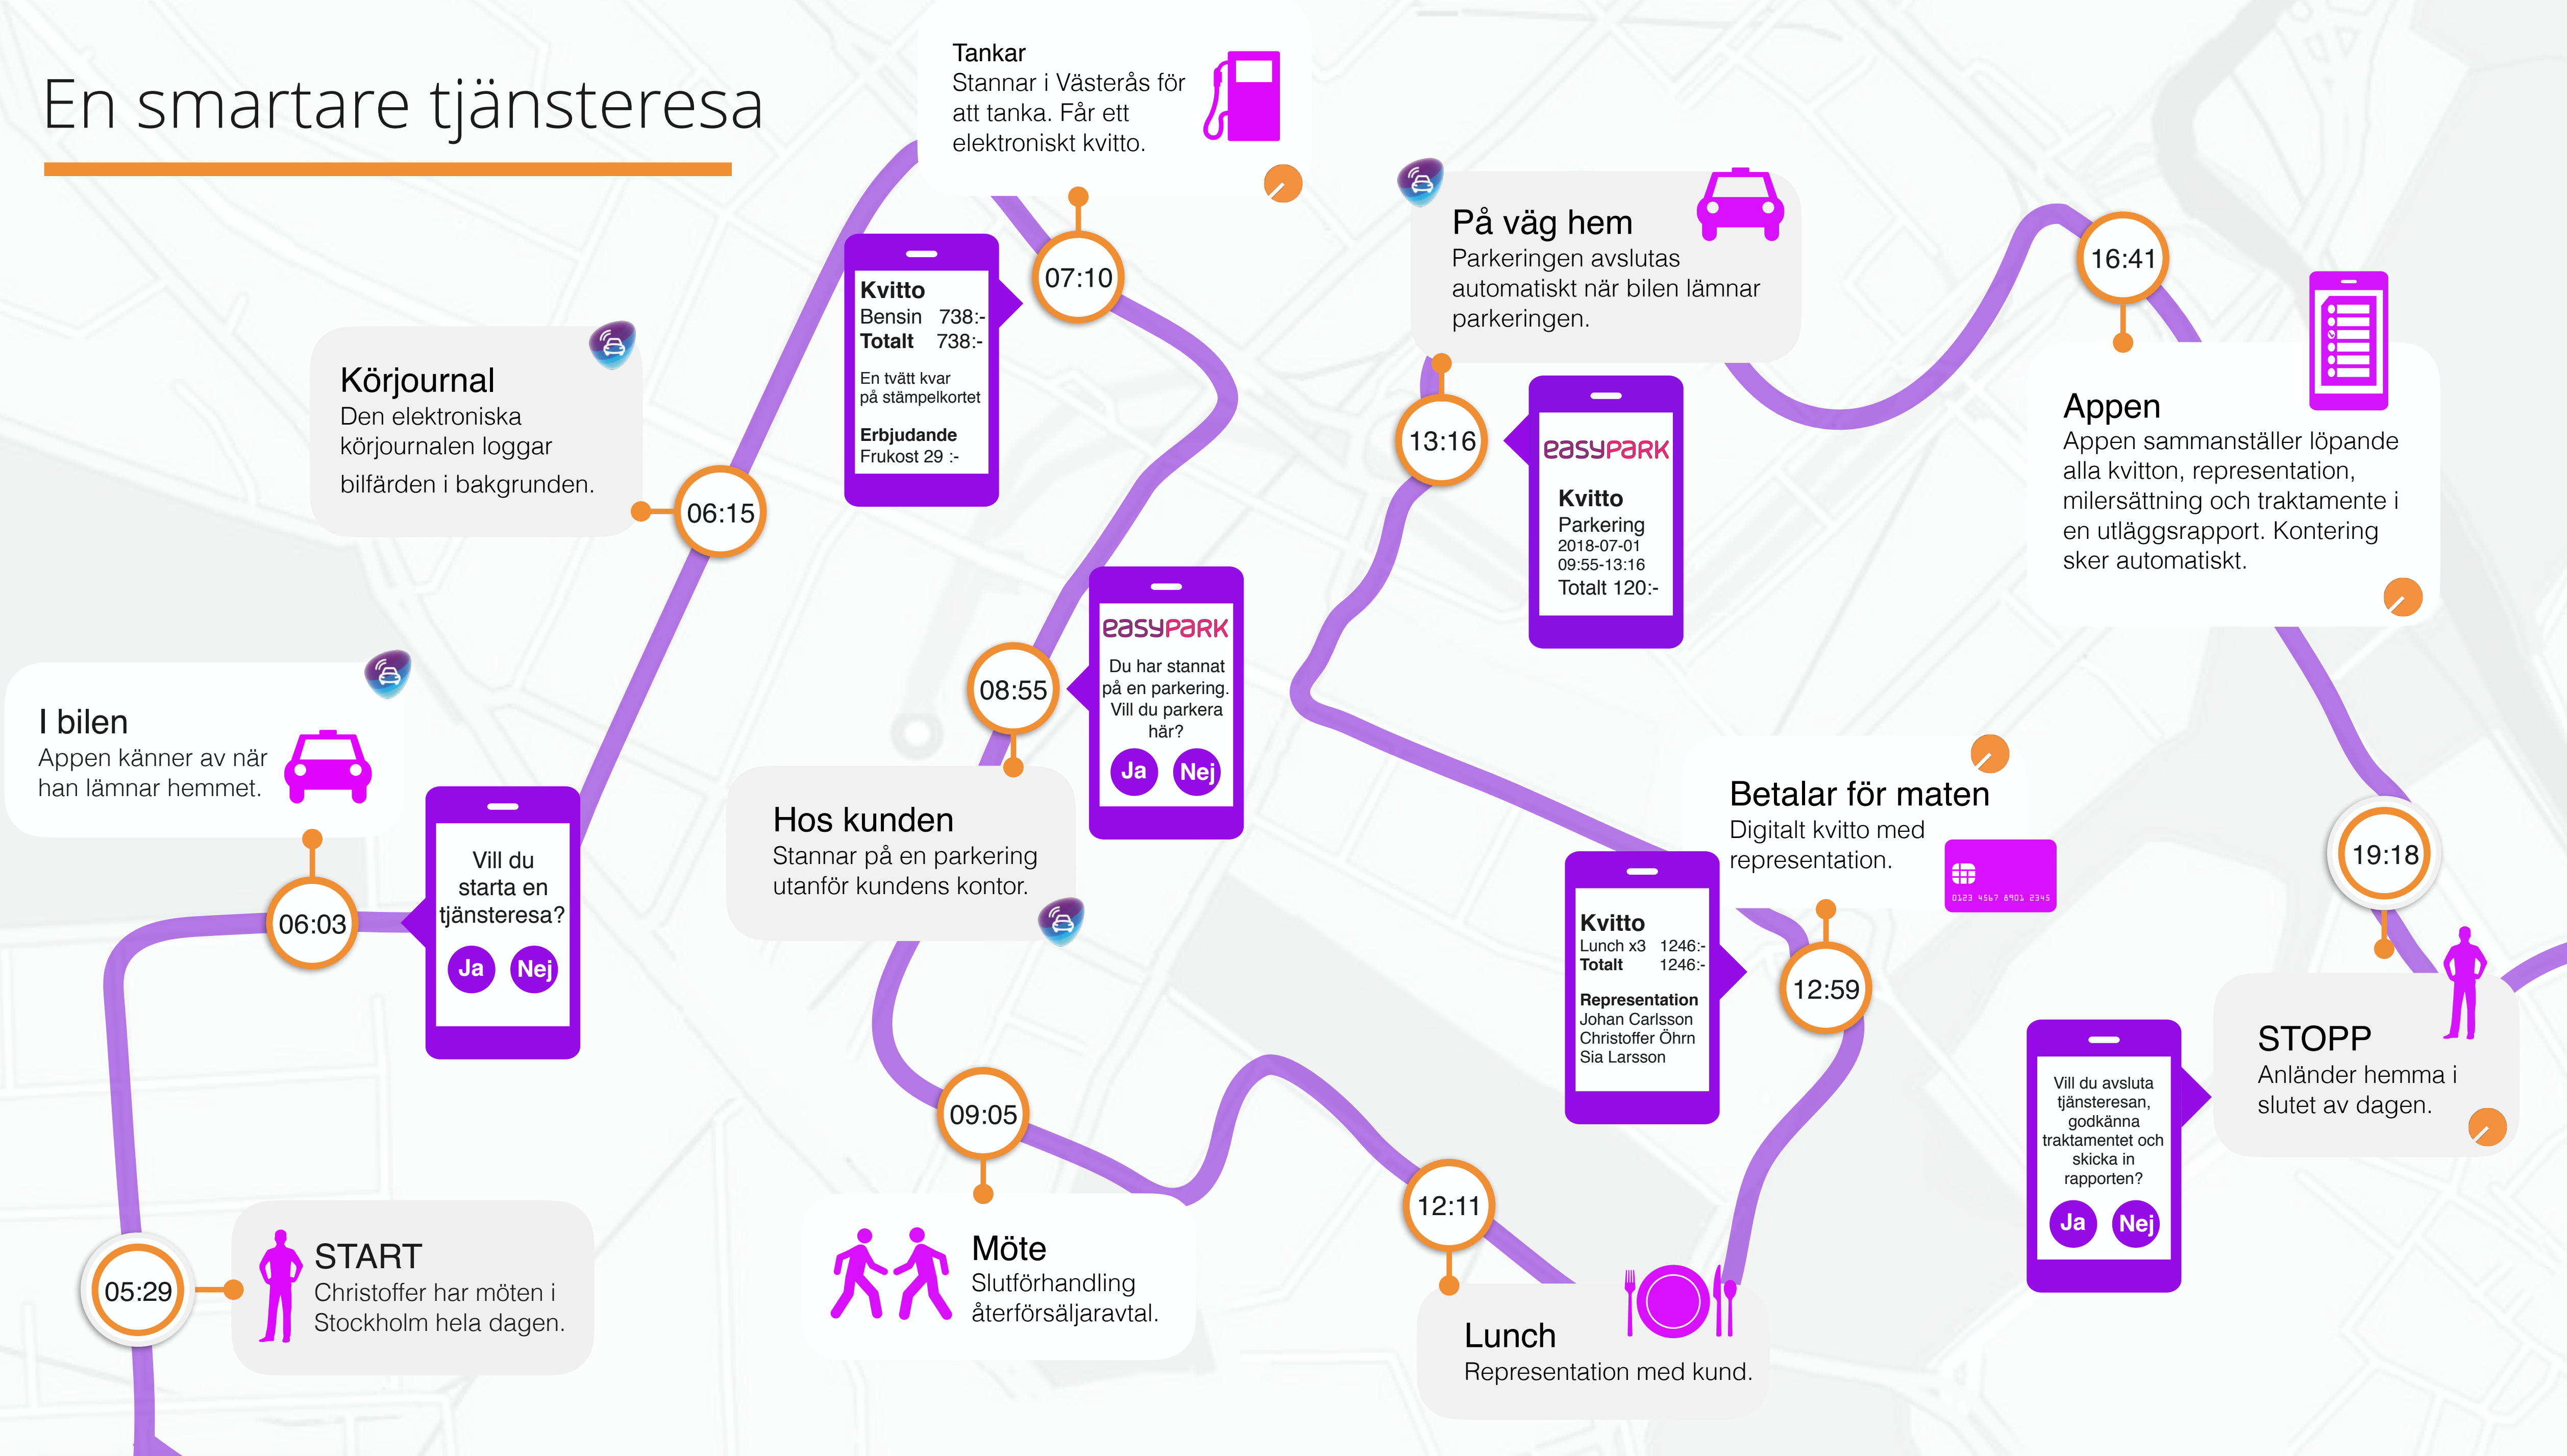 En smartare tjänsteresa
05:29
START
Christoffer har möten i
Stockholm hela dagen.
I bilen
Appen känner av när
han lämnar hemmet.
06:03
Vill du
starta en
tjänsteresa?
Ja Nej
Körjournal
Den elektroniska
körjournalen loggar
bilfärden i bakgrunden.
06:15
Tankar
Stannar i Västerås för
att tanka. Får ett
elektroniskt kvitto.
07:10
Kvitto
Bensin 738:-
Totalt 738:-
En tvätt kvar
på stämpelkortet
Erbjudande
Frukost 29 :-
08:55
easypark
Du har stannat
på en parkering.
Vill du parkera
här?
Ja Nej
Hos kunden
Stannar på en parkering
utanför kundens kontor.
09:05
Möte
Slutförhandling
återförsäljaravtal.
12:11
Lunch
Representation med kund.
Betalar för maten
Digitalt kvitto med
representation.
0123 4567 8901 2345
12:59
Kvitto
Lunch x3 1246:-
Totalt 1246:-
Representation
Johan Carlsson
Christoffer Öhrn
Sia Larsson
På väg hem
Parkeringen avslutas
automatiskt när bilen lämnar
parkeringen.
13:16
easypark
Kvitto
Parkering
2018-07-01
09:55-13:16
Totalt 120:-
16:41
Appen
Appen sammanställer löpande
alla kvitton, representation,
milersättning och traktamente i
en utläggsrapport. Kontering
sker automatiskt.
19:18
STOPP
Anländer hemma i
slutet av dagen.
Vill du avsluta
tjänsteresan,
godkänna
traktamentet och
skicka in
rapporten?
Ja Nej